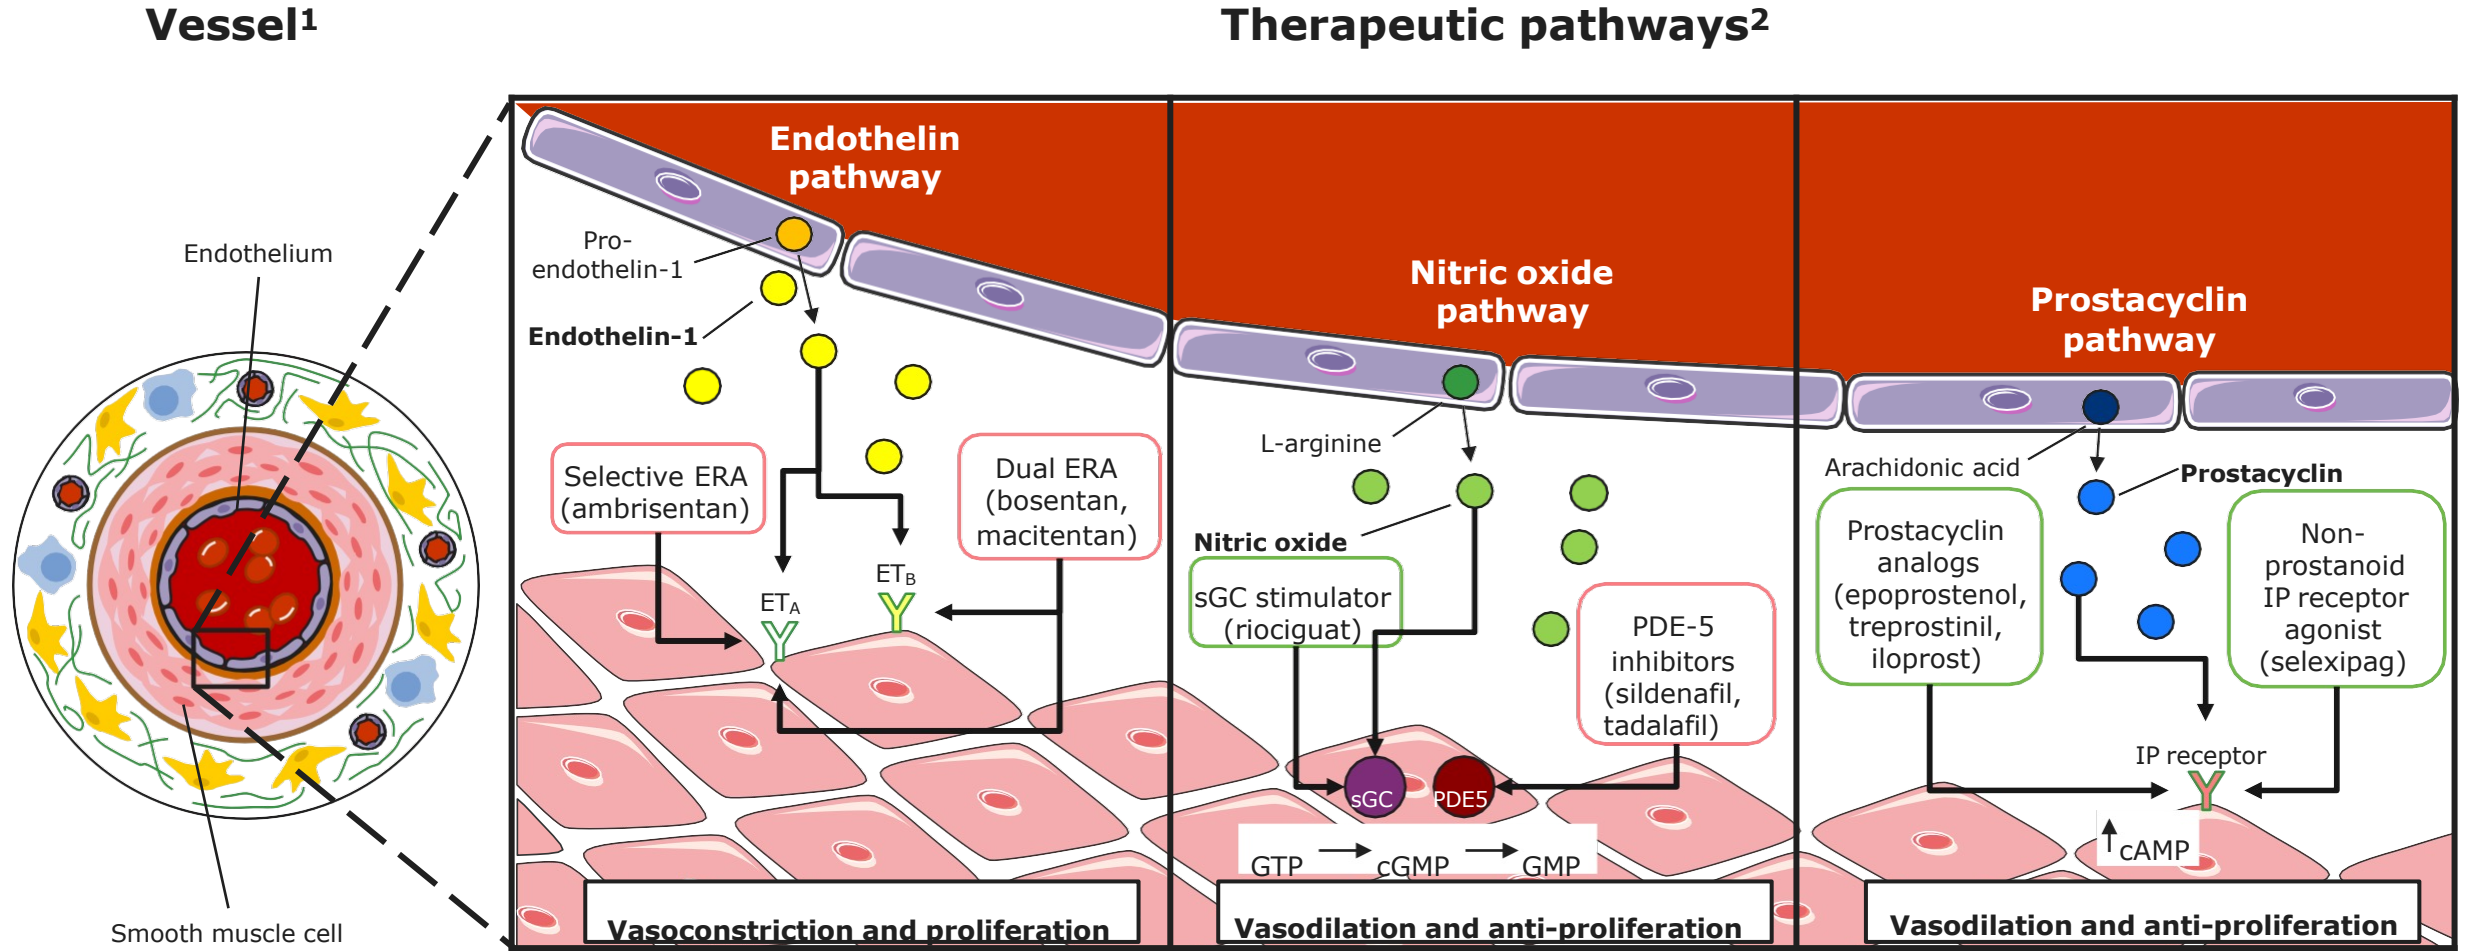 Vessel¹
Therapeutic pathways²
Endothelium
Smooth muscle cell
Endothelin
pathway
Pro-
endothelin-1
Endothelin-1
Selective ERA
(ambrisentan)
Dual ERA
(bosentan,
macitentan)
ETA
ETB
Vasoconstriction and proliferation
Nitric oxide
pathway
L-arginine
Nitric oxide
sGC stimulator
(riociguat)
PDE-5
inhibitors
(sildenafil,
tadalafil)
sGC
PDE5
GTP
cGMP
GMP
Vasodilation and anti-proliferation
Prostacyclin
pathway
Arachidonic acid
Prostacyclin
Prostacyclin
analogs
(epoprostenol,
treprostinil,
iloprost)
Non-
prostanoid
IP receptor
agonist
(selexipag)
IP receptor
cAMP
Vasodilation and anti-proliferation